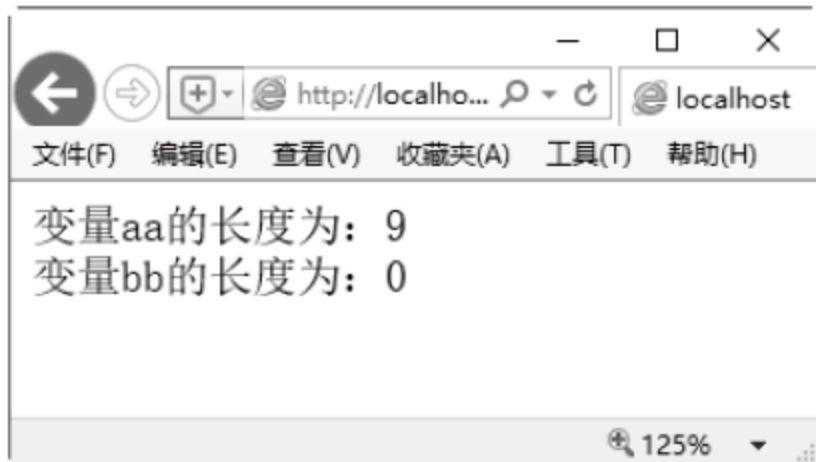 http://localho... localhost
文件(F) 编辑(E) 查看(V) 收藏夹(A) 工具(T) 帮助(H)
变量aa的长度为：9
变量bb的长度为：0
125%